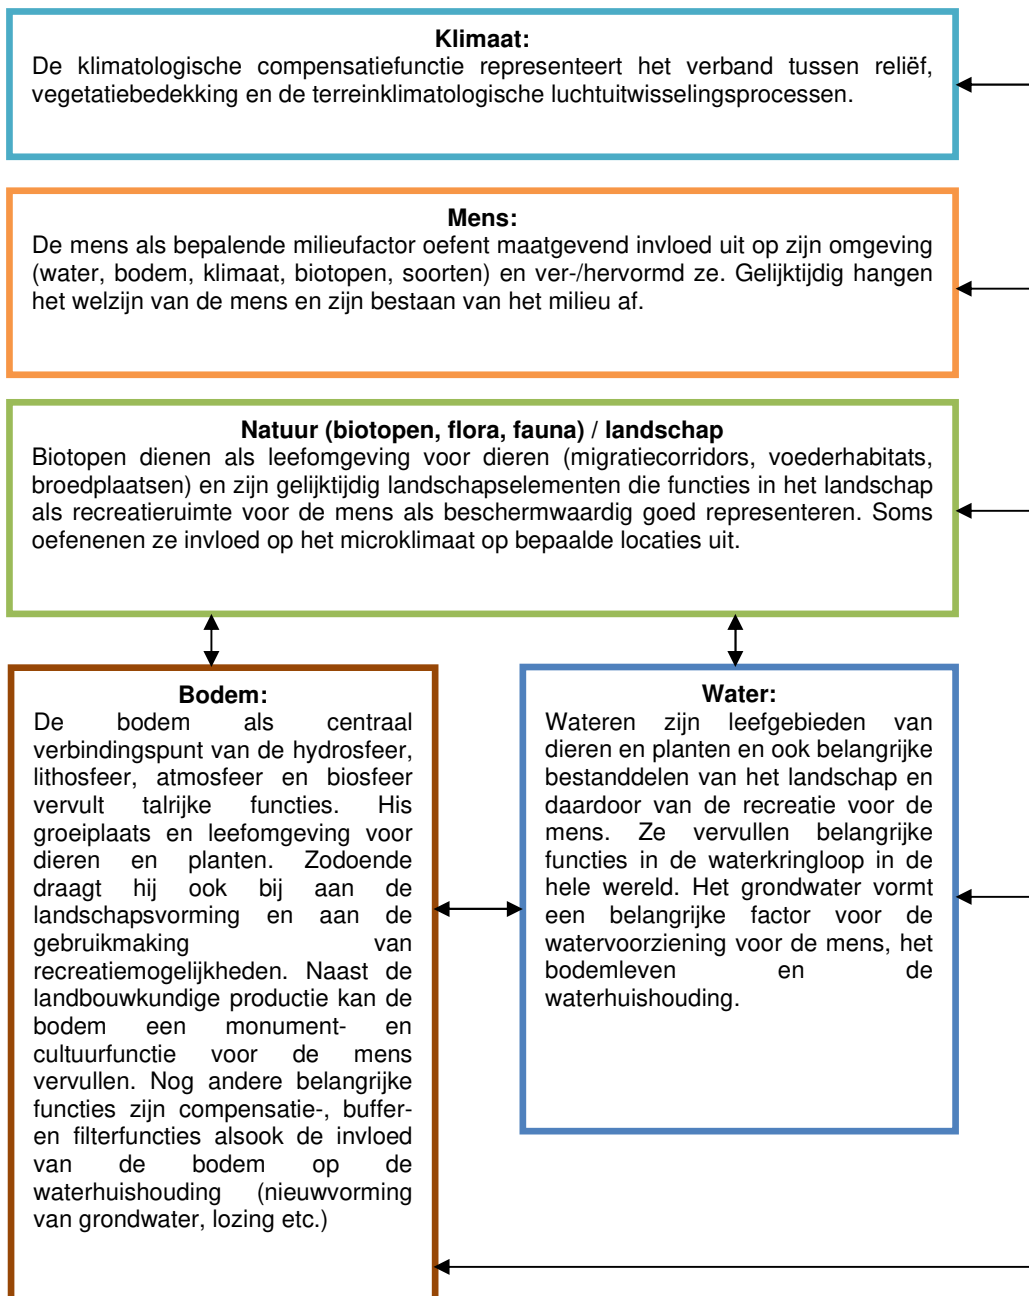 Klimaat:
De klimatologische compensatiefunctie representeert het verband tussen reliëf,
vegetatiebedekking en de terreinklimatologische luchtuitwisselingsprocessen.
Mens:
De mens als bepalende milieufactor oefent maatgevend invloed uit op zijn omgeving
(water, bodem, klimaat, biotopen, soorten) en ver-/hervormd ze. Gelijktijdig hangen
het welzijn van de mens en zijn bestaan van het milieu af.
Natuur (biotopen, flora, fauna) / landschap
Biotopen dienen als leefomgeving voor dieren (migratiecorridors, voederhabitats,
broedplaatsen) en zijn gelijktijdig landschapselementen die functies in het landschap
als recreatieruimte voor de mens als beschermwaardig goed representeren. Soms
oefenenen ze invloed op het microklimaat op bepaalde locaties uit.
Bodem:
De bodem als centraal
verbindingspunt van de hydrosfeer,
lithosfeer, atmosfeer en biosfeer
vervult talrijke functies. His
groeiplaats en leefomgeving voor
dieren en planten. Zodoende
draagt hij ook bij aan de
landschapsvorming en aan de
gebruikmaking van
recreatiemogelijkheden. Naast de
landbouwkundige productie kan de
bodem een monument- en
cultuurfunctie voor de mens
vervullen. Nog andere belangrijke
functies zijn compensatie-, buffer-
en filterfuncties alsook de invloed
van de bodem op de
waterhuishouding (nieuwvorming
van grondwater, lozing etc.)
Water:
Wateren zijn leefgebieden van
dieren en planten en ook belangrijke
bestanddelen van het landschap en
daardoor van de recreatie voor de
mens. Ze vervullen belangrijke
functies in de waterkringloop in de
hele wereld. Het grondwater vormt
een belangrijke factor voor de
watervoorziening voor de mens, het
bodemleven en de
waterhuishouding.